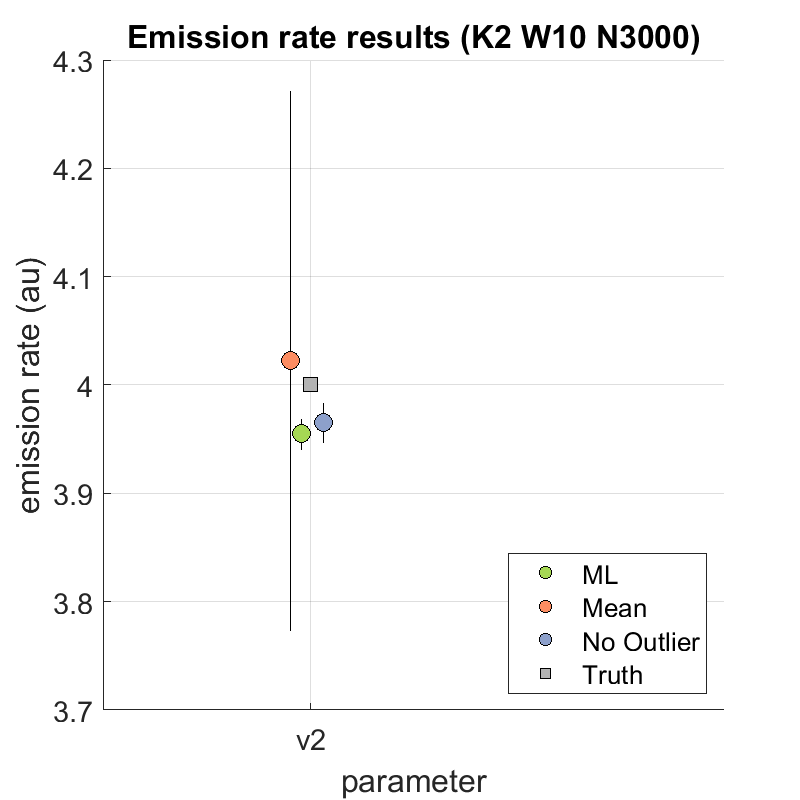 Emission rate results (K2 W10 N3000)
4.3
4.2
4.1
4
3.9
3.8
3.7
emission rate (au)
ML
Mean
No Outlier
Truth
v2
parameter